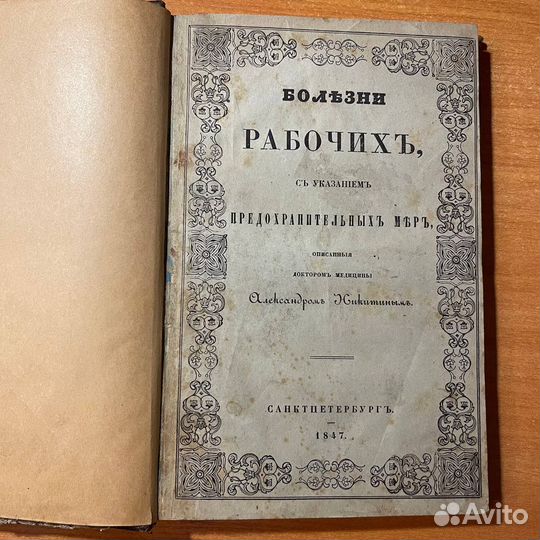 БОЛѢЗНИ
РАБОЧИХЪ,
СЪ УКАЗАНІЕМЪ
ПРЕДОХРАНИТЕЛЬНЫХЪ МѢРЪ,
ОПИСАННЫЯ
ДОКТОРОМЪ МЕДИЦИНЫ
Александромъ Никитинымъ.
САНКТПЕТЕРБУРГЪ.
1847.
Avito